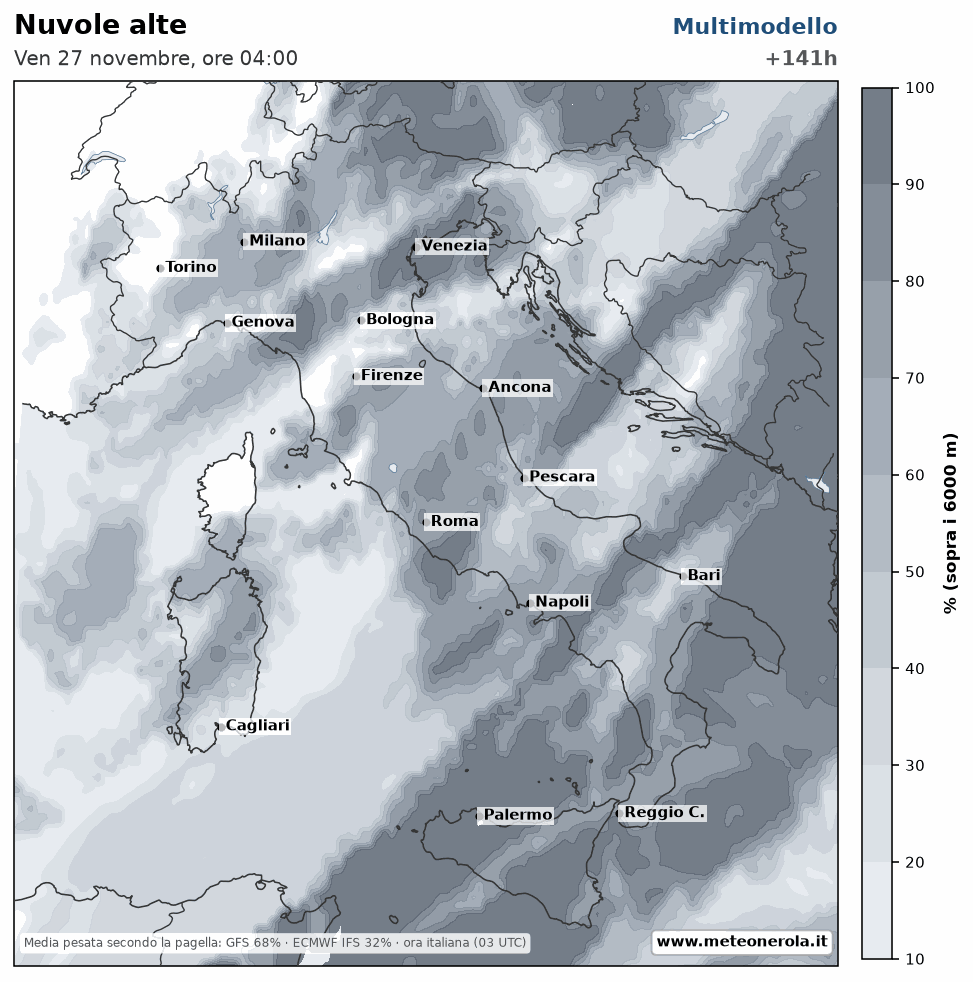 Nuvole alte
Multimodello
Ven 27 novembre, ore 04:00
+141h
100
90
80
70
60
50
40
30
20
10
% (sopra i 6000 m)
Milano
Venezia
Torino
Genova
Bologna
Firenze
Ancona
Pescara
Roma
Bari
Napoli
Cagliari
Palermo
Reggio C.
Media pesata secondo la pagella: GFS 68% · ECMWF IFS 32% · ora italiana (03 UTC)
www.meteonerola.it